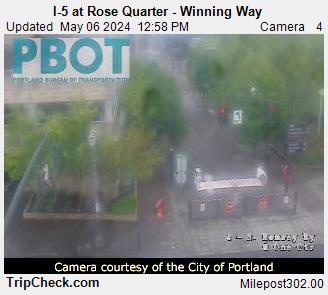 I-5 at Rose Quarter - Winning Way
Updated May 06 2024 12:58 PM Camera 4
PBOT
PORTLAND BUREAU OF TRANSPORTATION
Camera courtesy of the City of Portland
TripCheck.com Milepost302.00